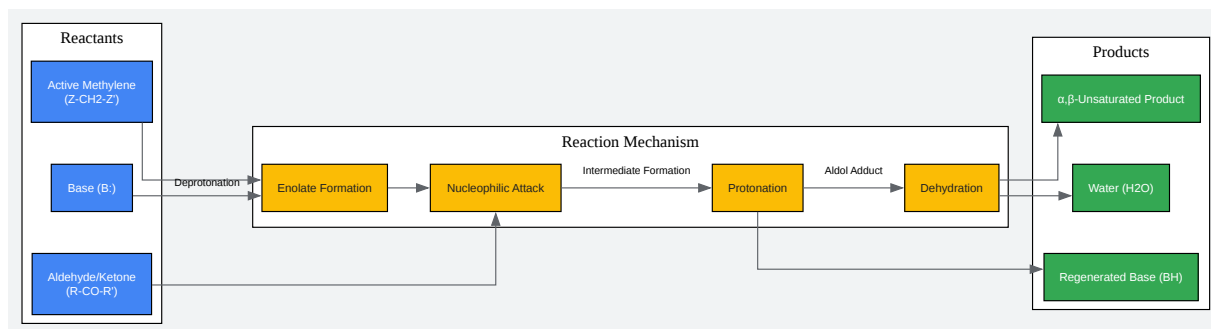 Reactants
Active Methylene
(Z-CH2-Z')
Base (B:)
Aldehyde/Ketone
(R-CO-R')
Deprotonation
Reaction Mechanism
Enolate Formation
Nucleophilic Attack
Intermediate Formation
Protonation
Aldol Adduct
Dehydration
Products
α,β-Unsaturated Product
Water (H2O)
Regenerated Base (BH)